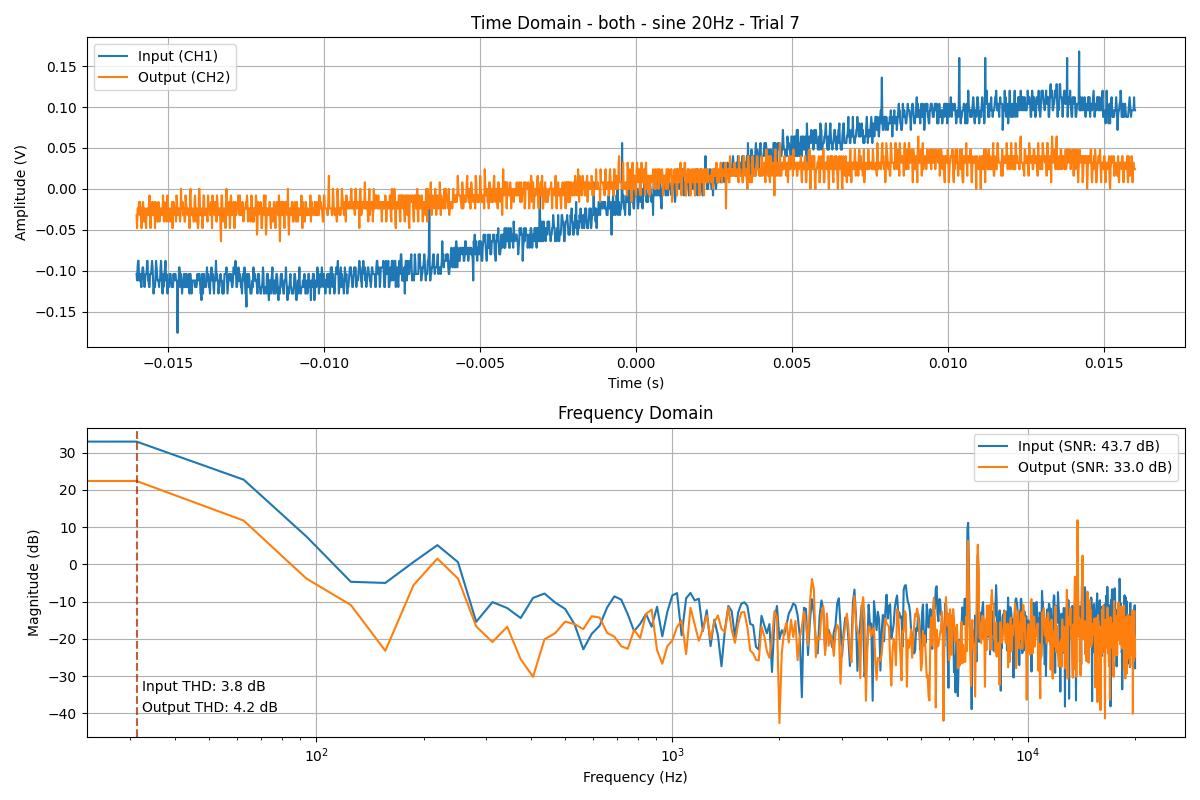 Time Domain - both - sine 20Hz - Trial 7
Input (CH1)
Output (CH2)
Amplitude (V)
0.15
0.10
0.05
0.00
−0.05
−0.10
−0.15
−0.015 −0.010 −0.005 0.000 0.005 0.010 0.015
Time (s)
Frequency Domain
Input (SNR: 43.7 dB)
Output (SNR: 33.0 dB)
Magnitude (dB)
30
20
10
0
−10
−20
−30
−40
Input THD: 3.8 dB
Output THD: 4.2 dB
10² 10³ 10⁴
Frequency (Hz)